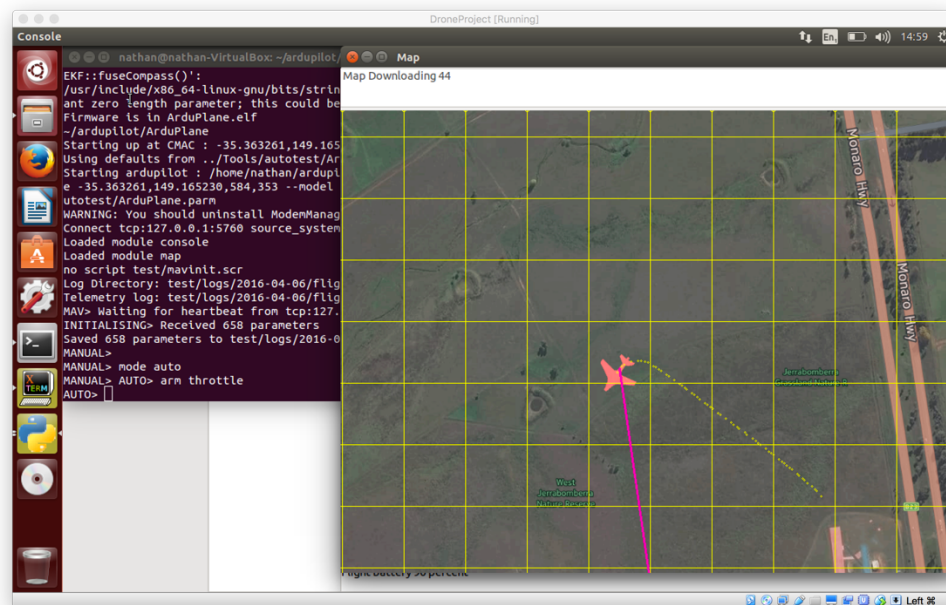 DroneProject [Running]
Console
En
14:59
nathan@nathan-VirtualBox: ~/ardupilot/
EKF::fuseCompass()':
/usr/include/x86_64-linux-gnu/bits/strin
ant zero length parameter; this could be
Firmware is in ArduPlane.elf
~/ardupilot/ArduPlane
Starting up at CMAC : -35.363261,149.165
Using defaults from ../Tools/autotest/Ar
Starting ardupilot : /home/nathan/ardupi
e -35.363261,149.165230,584,353 --model
utotest/ArduPlane.parm
WARNING: You should uninstall ModemManag
Connect tcp:127.0.0.1:5760 source_system
Loaded module console
Loaded module map
no script test/mavinit.scr
Log Directory: test/logs/2016-04-06/flig
Telemetry log: test/logs/2016-04-06/flig
MAV> Waiting for heartbeat from tcp:127.
INITIALISING> Received 658 parameters
Saved 658 parameters to test/logs/2016-0
MANUAL>
MANUAL> mode auto
MANUAL> AUTO> arm throttle
AUTO>
X
TERM
Map
Map Downloading 44
Monaro Hwy
Monaro Hwy
Jerrabomberra
West
Jerrabomberra
Nature Reserve
Flight battery 90 percent
Left ⌘